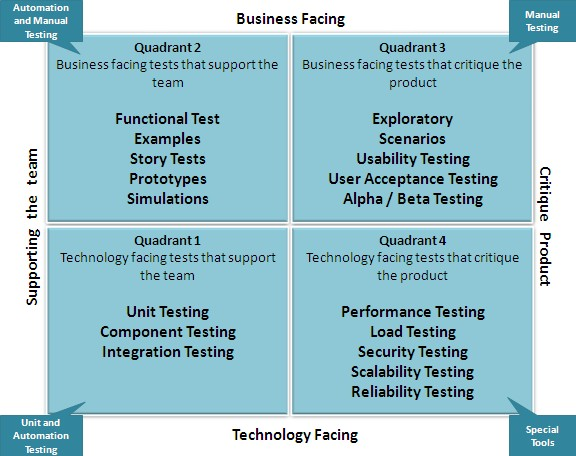 Automation
and Manual
Testing
Business Facing
Manual
Testing
Quadrant 2
Business facing tests that support the
team
Functional Test
Examples
Story Tests
Prototypes
Simulations
Quadrant 3
Business facing tests that critique the
product
Exploratory
Scenarios
Usability Testing
User Acceptance Testing
Alpha / Beta Testing
Supporting the team
Critique Product
Quadrant 1
Technology facing tests that support
the team
Unit Testing
Component Testing
Integration Testing
Quadrant 4
Technology facing tests that critique
the product
Performance Testing
Load Testing
Security Testing
Scalability Testing
Reliability Testing
Unit and
Automation
Testing
Technology Facing
Special
Tools